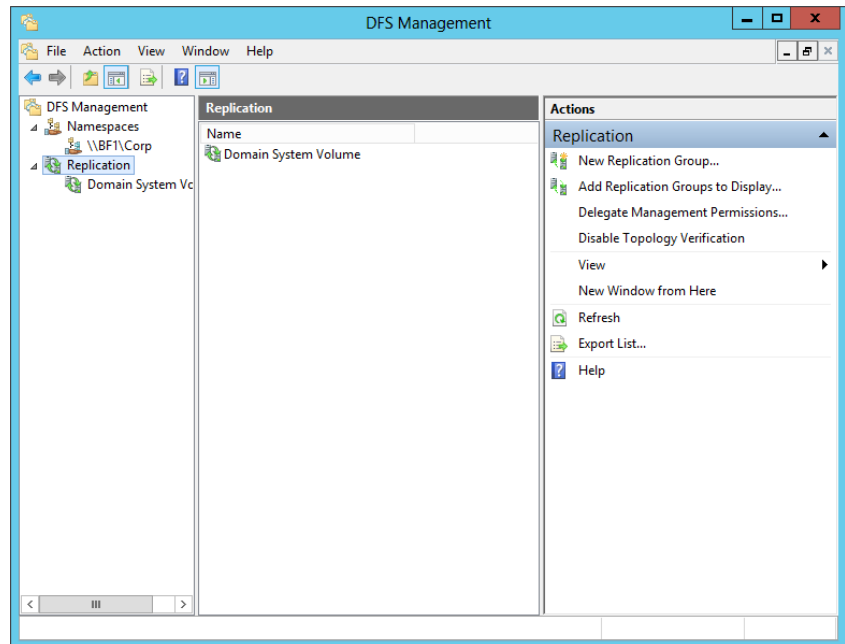 DFS Management
File Action View Window Help
DFS Management
Namespaces
\\BF1\Corp
Replication
Domain System Vc
Replication
Name
Domain System Volume
Actions
Replication
New Replication Group...
Add Replication Groups to Display...
Delegate Management Permissions...
Disable Topology Verification
View
New Window from Here
Refresh
Export List...
Help